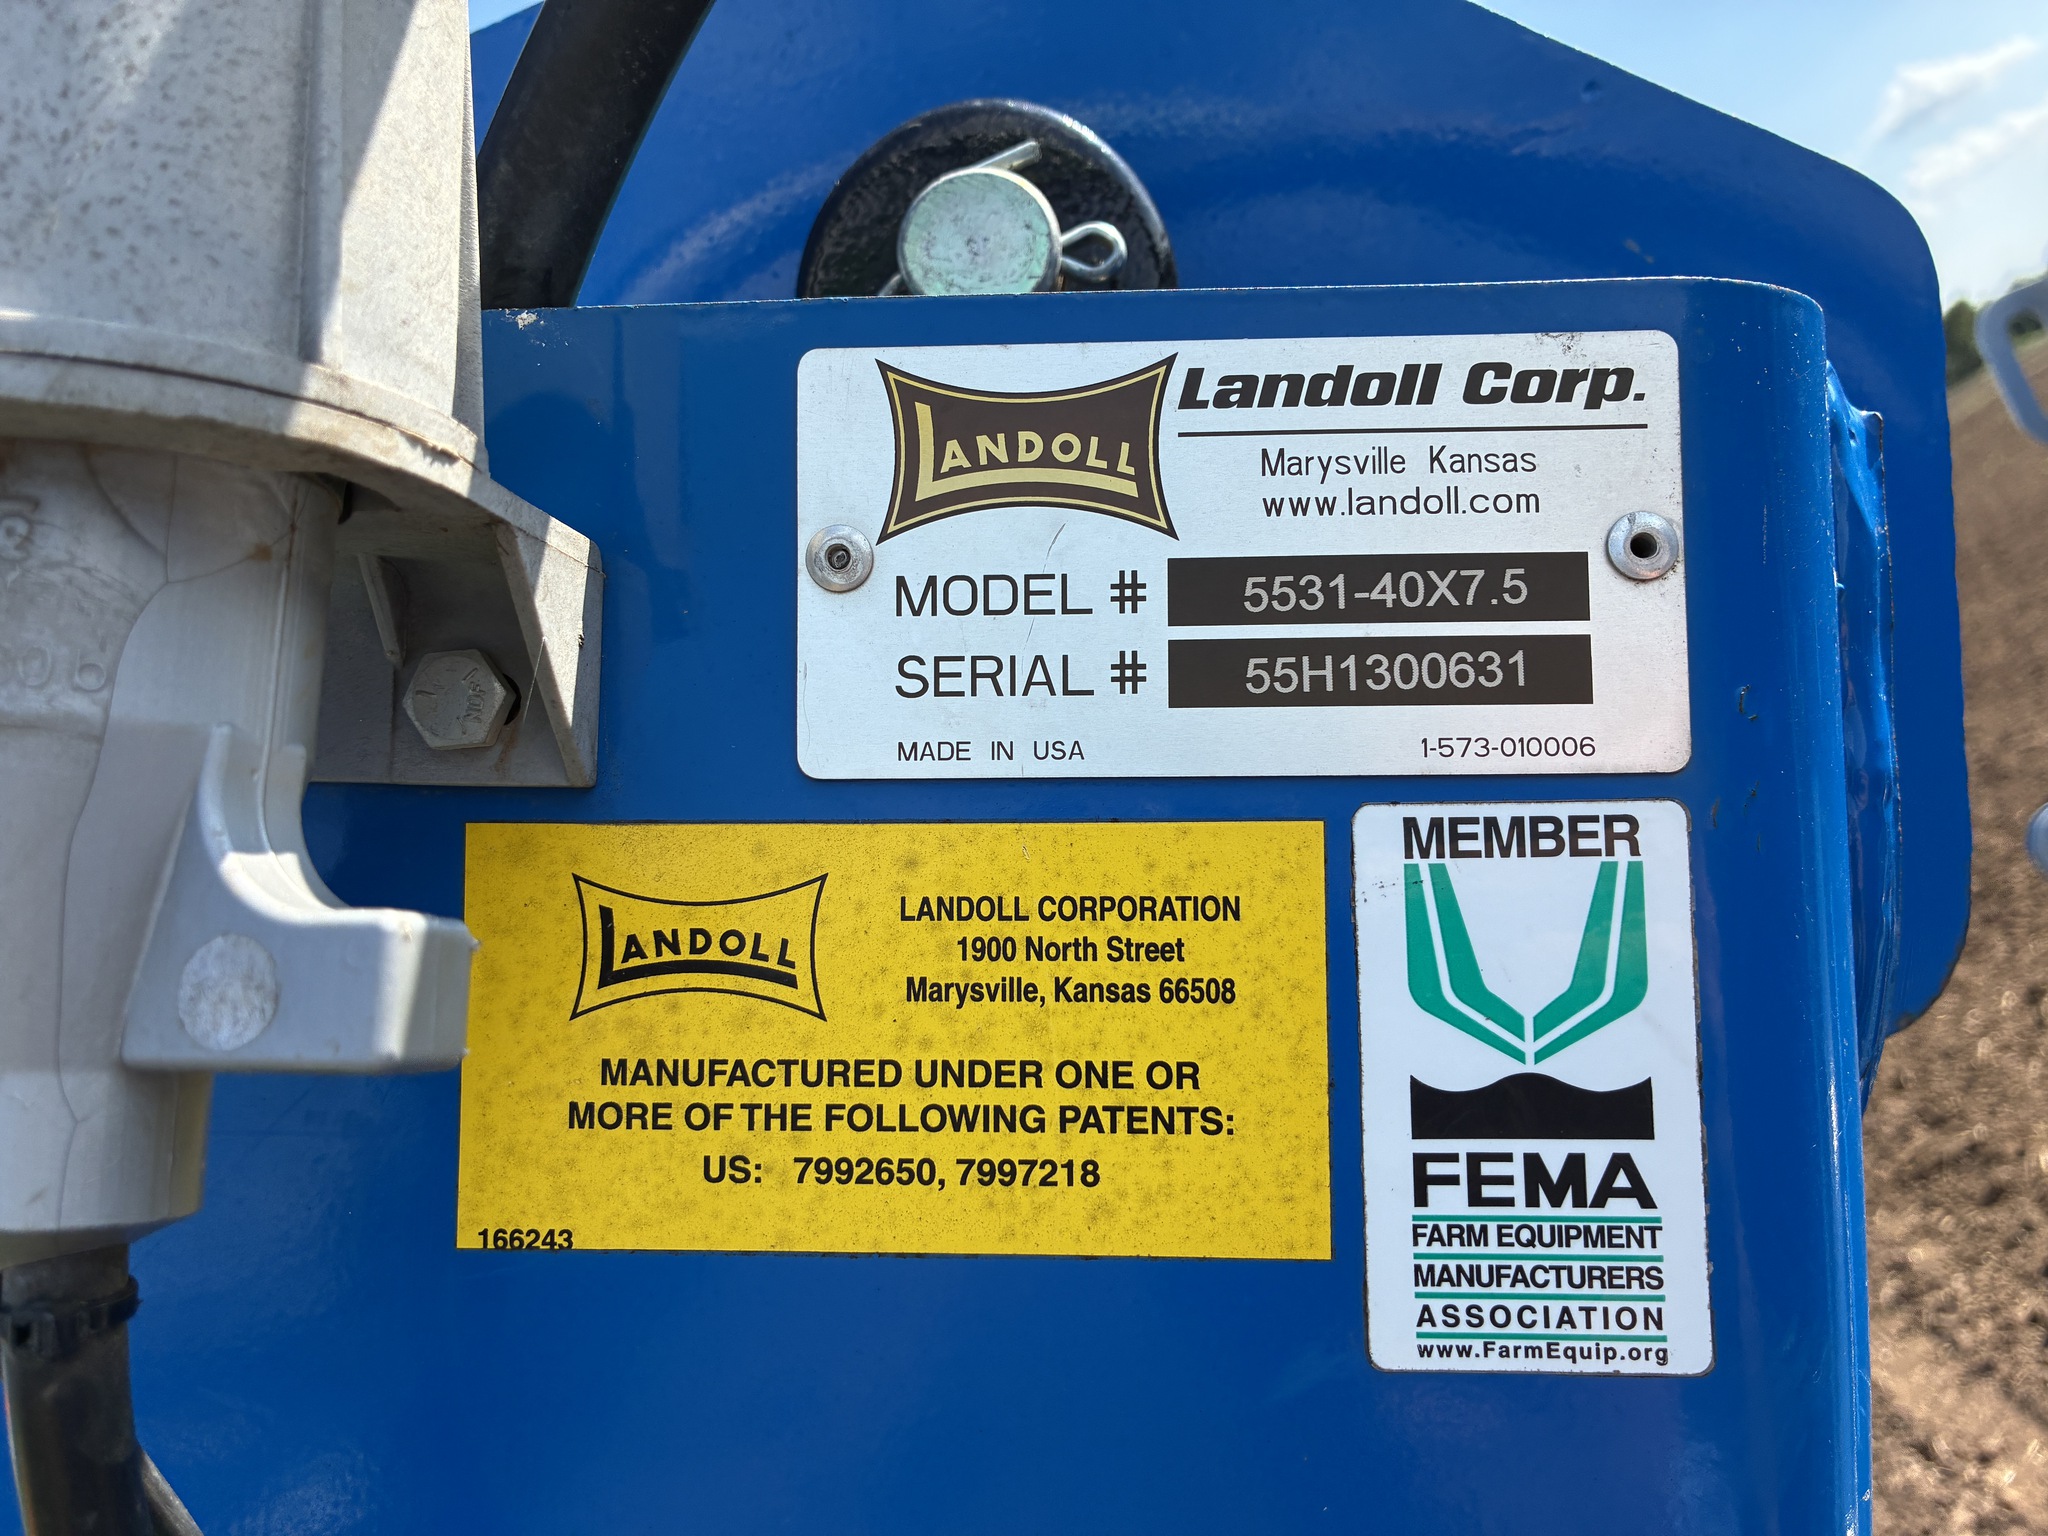 LANDOLL
Landoll Corp.
Marysville Kansas
www.landoll.com
MODEL # 5531-40X7.5
SERIAL # 55H1300631
MADE IN USA 1-573-010006
LANDOLL
LANDOLL CORPORATION
1900 North Street
Marysville, Kansas 66508
MANUFACTURED UNDER ONE OR
MORE OF THE FOLLOWING PATENTS:
US: 7992650, 7997218
166243
MEMBER
FEMA
FARM EQUIPMENT
MANUFACTURERS
ASSOCIATION
www.FarmEquip.org